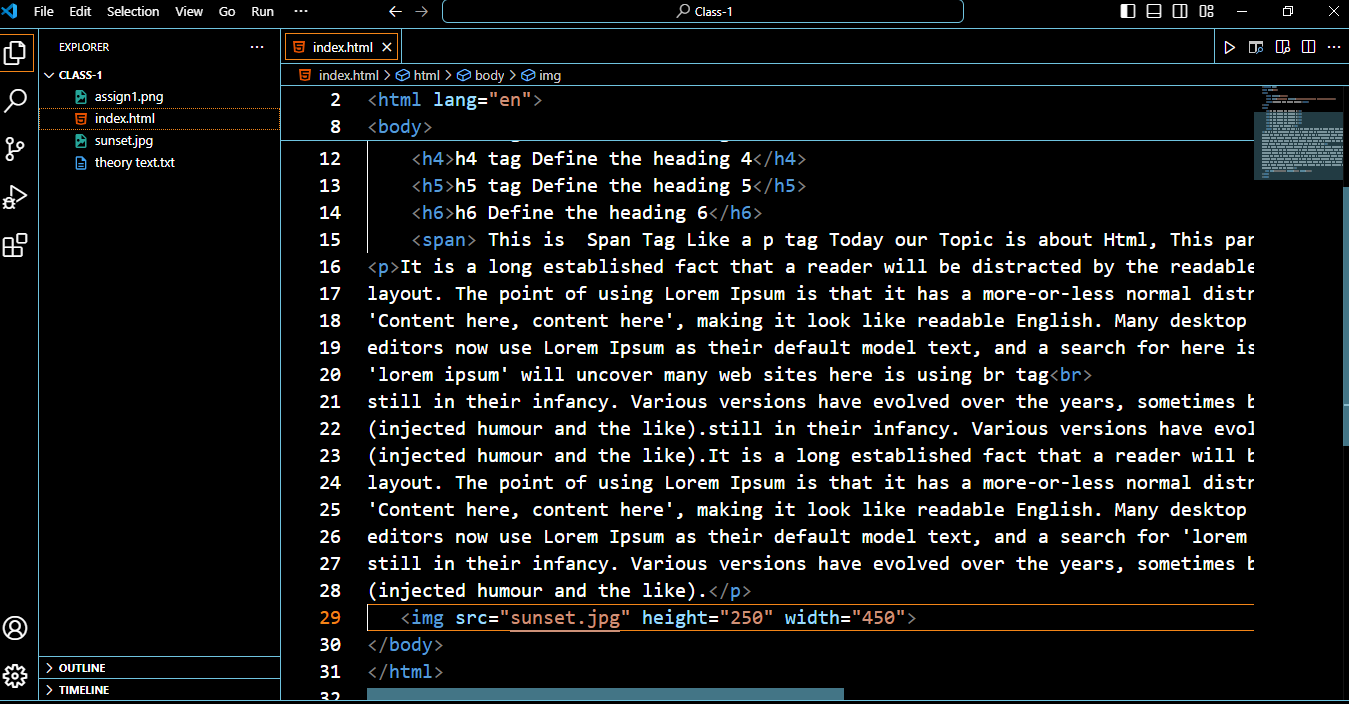 File Edit Selection View Go Run ...
Class-1
EXPLORER ...
index.html
CLASS-1
assign1.png
index.html
sunset.jpg
theory text.txt
OUTLINE
TIMELINE
index.html > html > body > img
2 <html lang="en">
8 <body>
12 <h4>h4 tag Define the heading 4</h4>
13 <h5>h5 tag Define the heading 5</h5>
14 <h6>h6 Define the heading 6</h6>
15 <span> This is  Span Tag Like a p tag Today our Topic is about Html, This par
16 <p>It is a long established fact that a reader will be distracted by the readable
17 layout. The point of using Lorem Ipsum is that it has a more-or-less normal distr
18 'Content here, content here', making it look like readable English. Many desktop
19 editors now use Lorem Ipsum as their default model text, and a search for here is
20 'lorem ipsum' will uncover many web sites here is using br tag<br>
21 still in their infancy. Various versions have evolved over the years, sometimes b
22 (injected humour and the like).still in their infancy. Various versions have evol
23 (injected humour and the like).It is a long established fact that a reader will b
24 layout. The point of using Lorem Ipsum is that it has a more-or-less normal distr
25 'Content here, content here', making it look like readable English. Many desktop
26 editors now use Lorem Ipsum as their default model text, and a search for 'lorem
27 still in their infancy. Various versions have evolved over the years, sometimes b
28 (injected humour and the like).</p>
29 <img src="sunset.jpg" height="250" width="450">
30 </body>
31 </html>
32